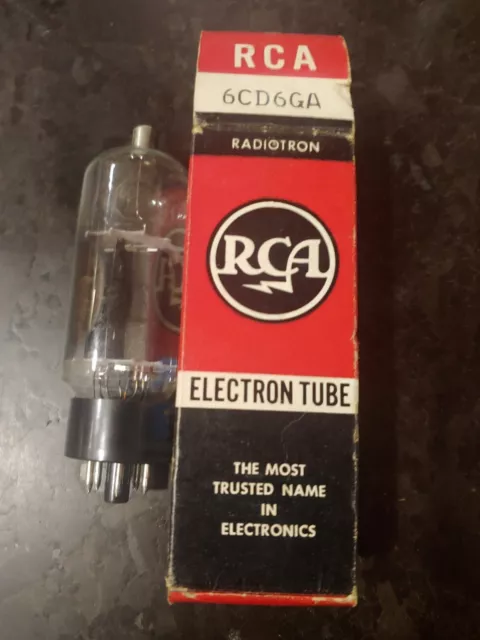 RCA
6CD6GA
RADIOTRON
RCA
ELECTRON TUBE
THE MOST
TRUSTED NAME
IN
ELECTRONICS